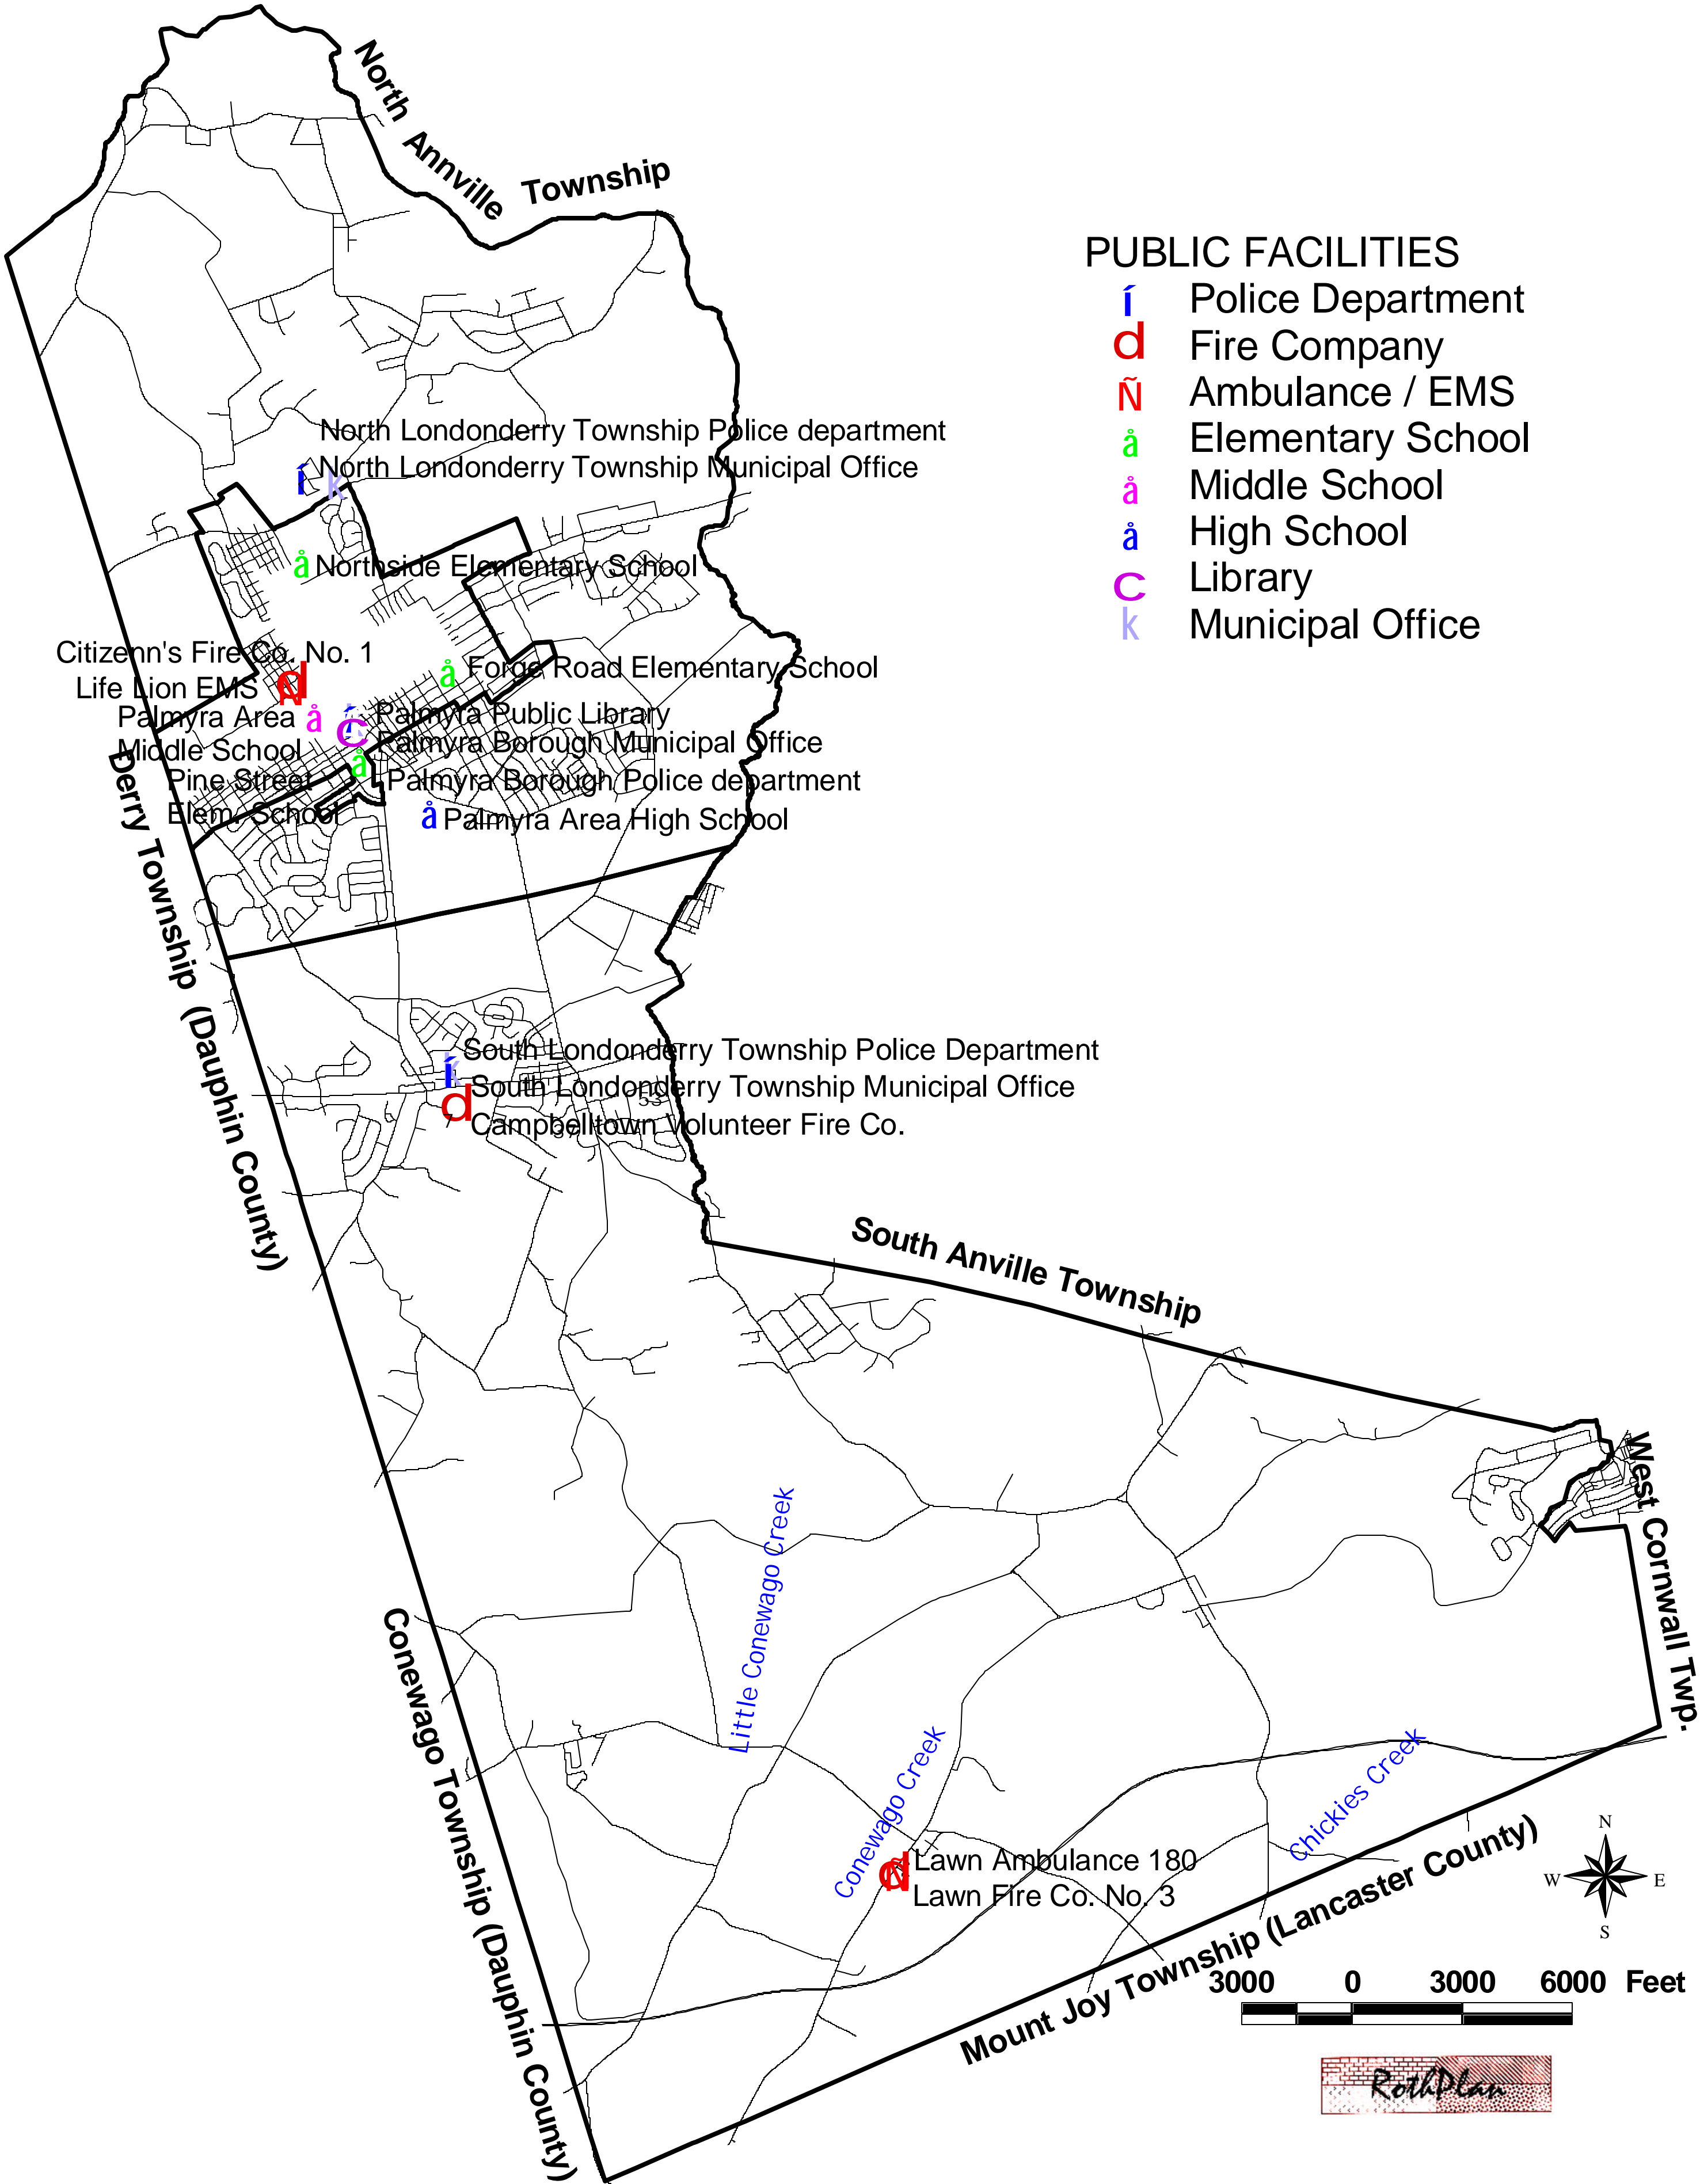 North Annville Township
PUBLIC FACILITIES
í Police Department
d Fire Company
Ñ Ambulance / EMS
å Elementary School
å Middle School
å High School
c Library
k Municipal Office
North Londonderry Township Police department
í North Londonderry Township Municipal Office
k
å Northside Elementary School
Citizenn's Fire Co. No. 1
Life Lion EMS
d
Ñ
å Forge Road Elementary School
Palmyra Area å
Middle School
í
k
c
Palmyra Public Library
Palmyra Borough Municipal Office
Pine Street
Elem. School
å
Palmyra Borough Police department
å Palmyra Area High School
Derry Township (Dauphin County)
South Londonderry Township Police Department
k
í
South Londonderry Township Municipal Office
d
53
7
Campbelltown Volunteer Fire Co.
37
South Anville Township
West Cornwall Twp.
Little Conewago Creek
Conewago Township (Dauphin County)
Conewago Creek
Chickies Creek
d
Ñ
Lawn Ambulance 180
Lawn Fire Co. No. 3
Mount Joy Township (Lancaster County)
N
W E
S
3000 0 3000 6000 Feet
RothPlan